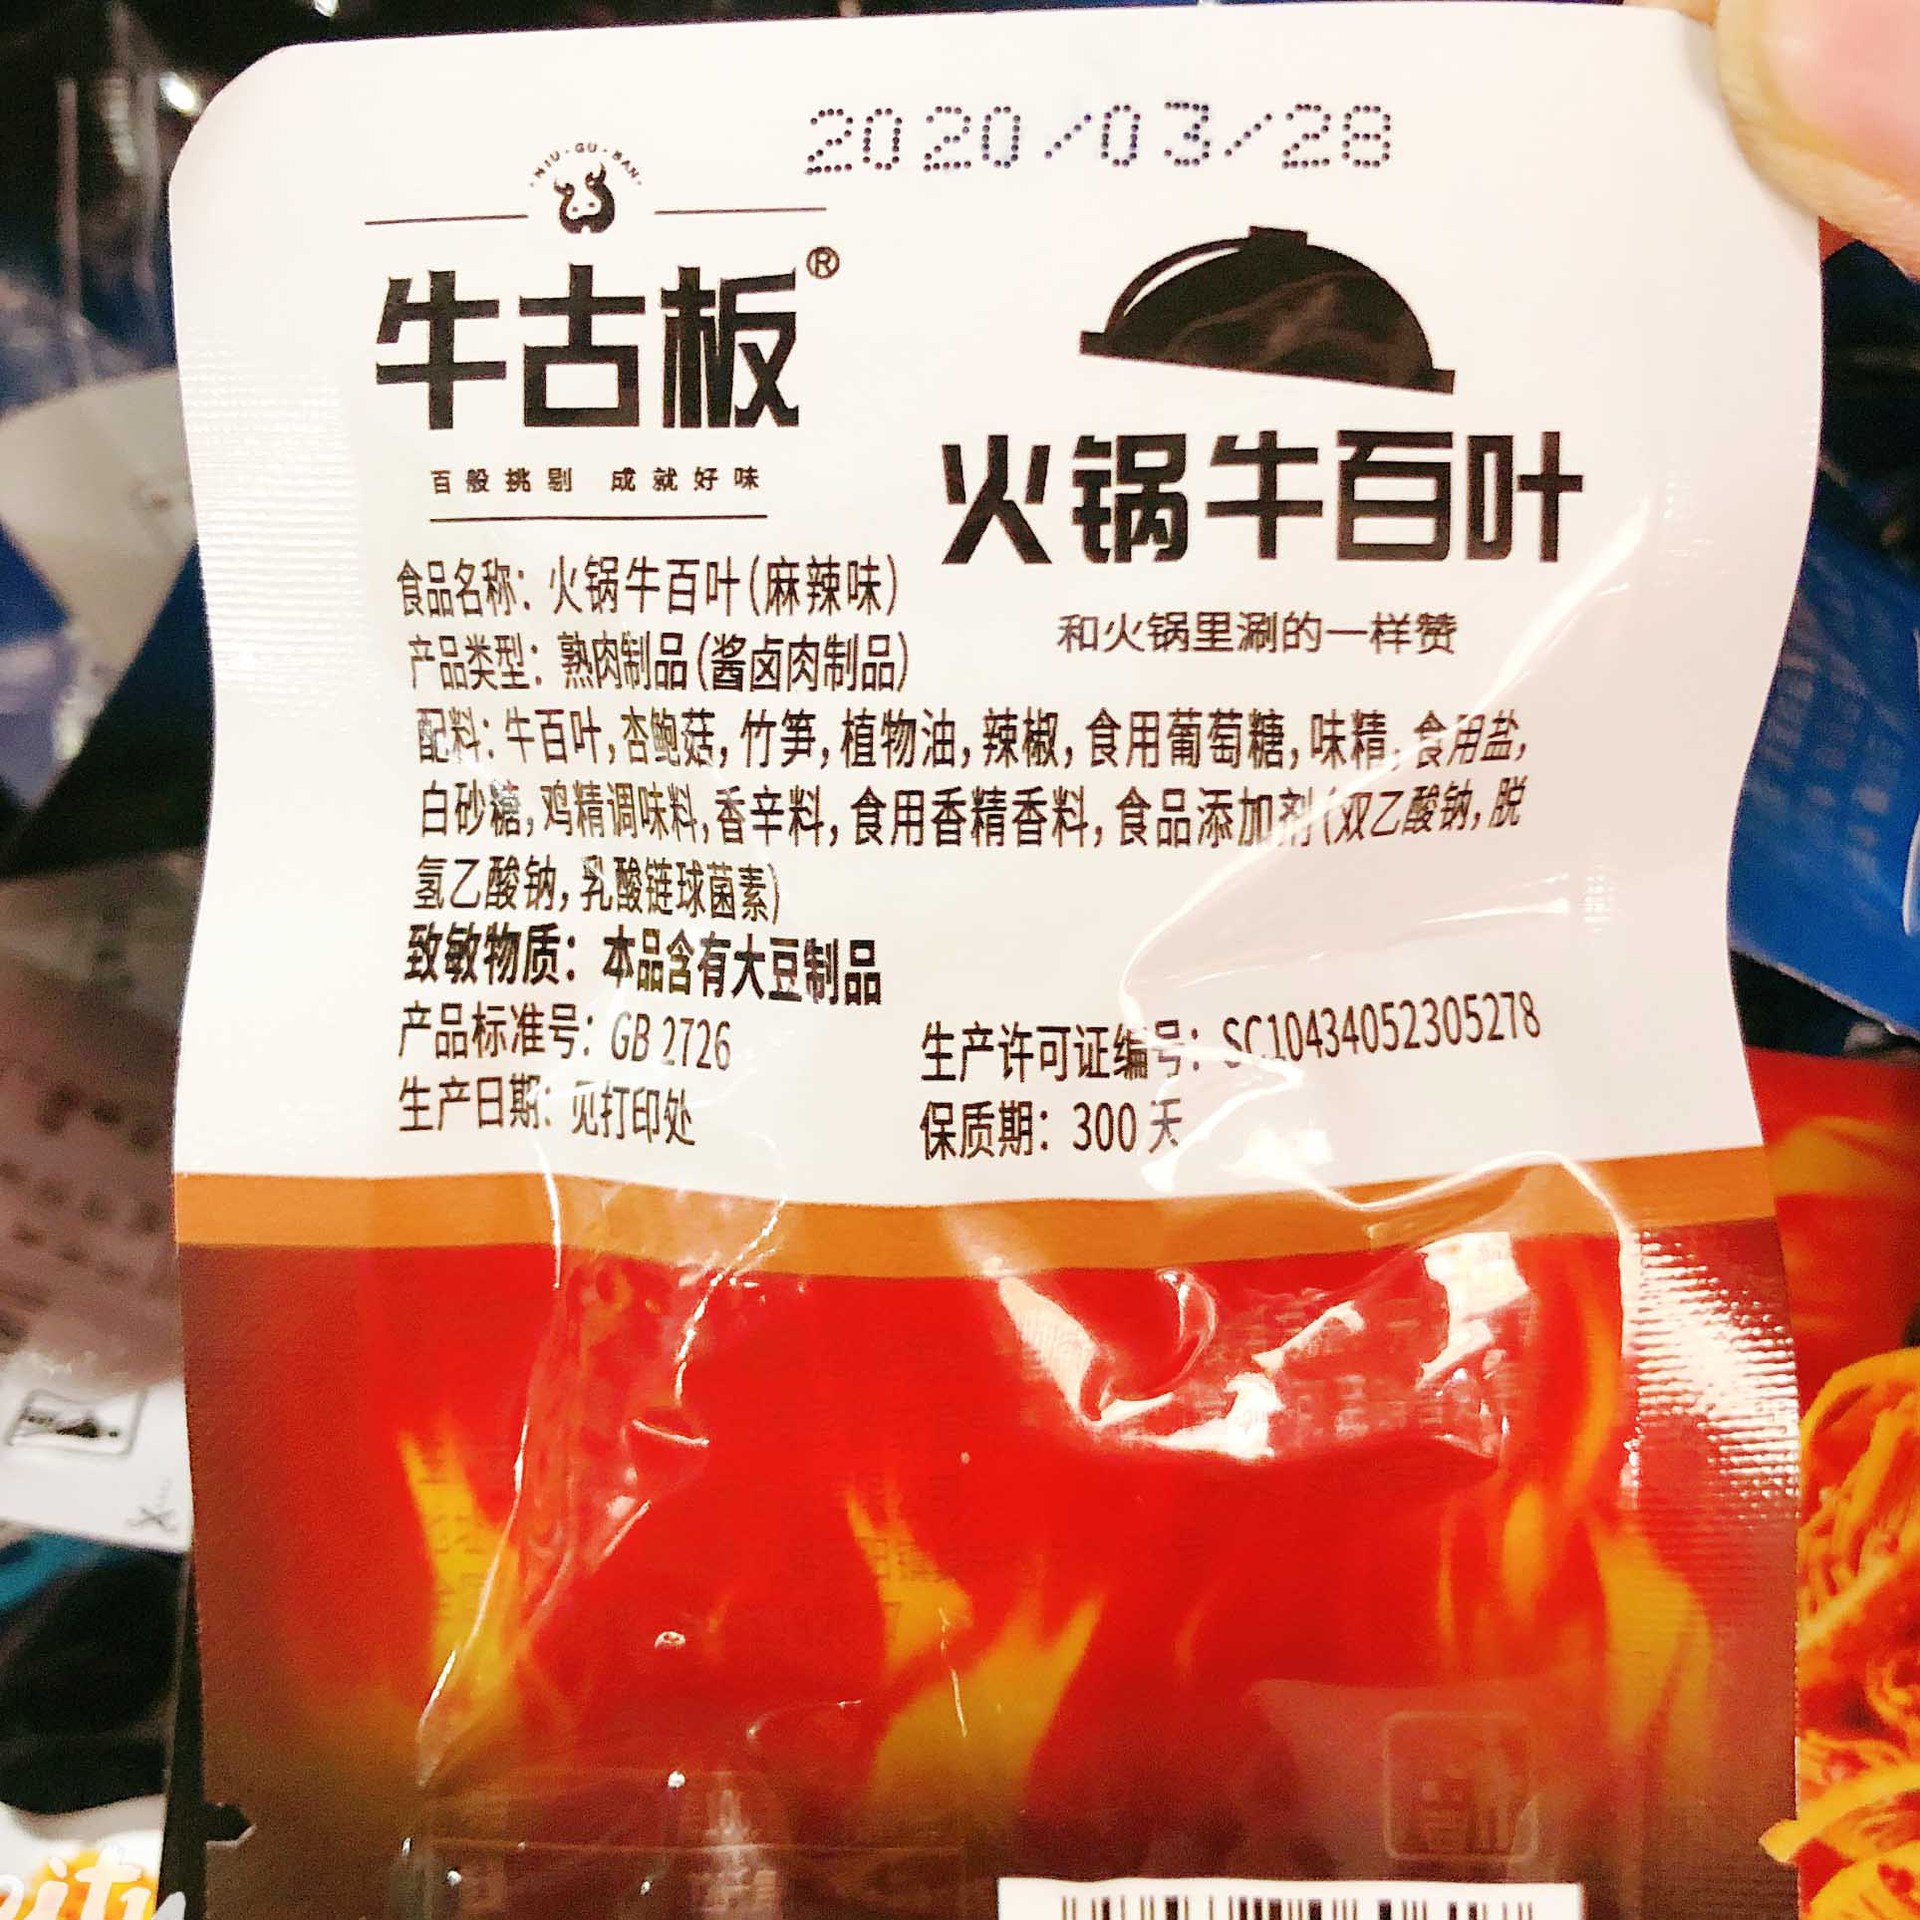 2020/03/28
NIU·GU·BAN
牛古板®
百般挑剔 成就好味
火锅牛百叶
和火锅里涮的一样赞
食品名称：火锅牛百叶(麻辣味)
产品类型：熟肉制品(酱卤肉制品)
配料：牛百叶,杏鲍菇,竹笋,植物油,辣椒,食用葡萄糖,味精,食用盐,
白砂糖,鸡精调味料,香辛料,食用香精香料,食品添加剂(双乙酸钠,脱
氢乙酸钠,乳酸链球菌素)
致敏物质：本品含有大豆制品
产品标准号：GB 2726
生产许可证编号：SC10434052305278
生产日期：见打印处
保质期：300 天